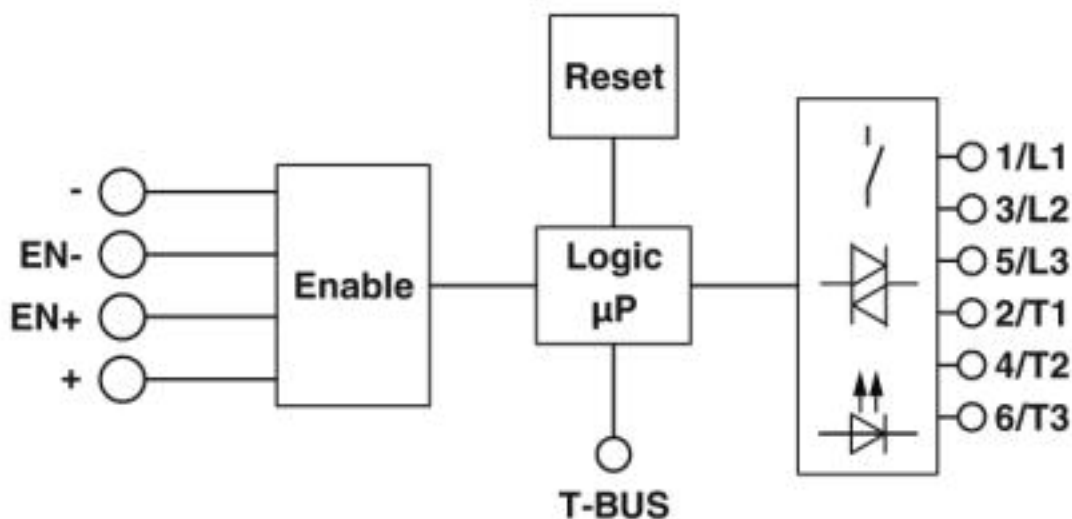 Reset
-
EN-
EN+
+
Enable
Logic
µP
T-BUS
1/L1
3/L2
5/L3
2/T1
4/T2
6/T3